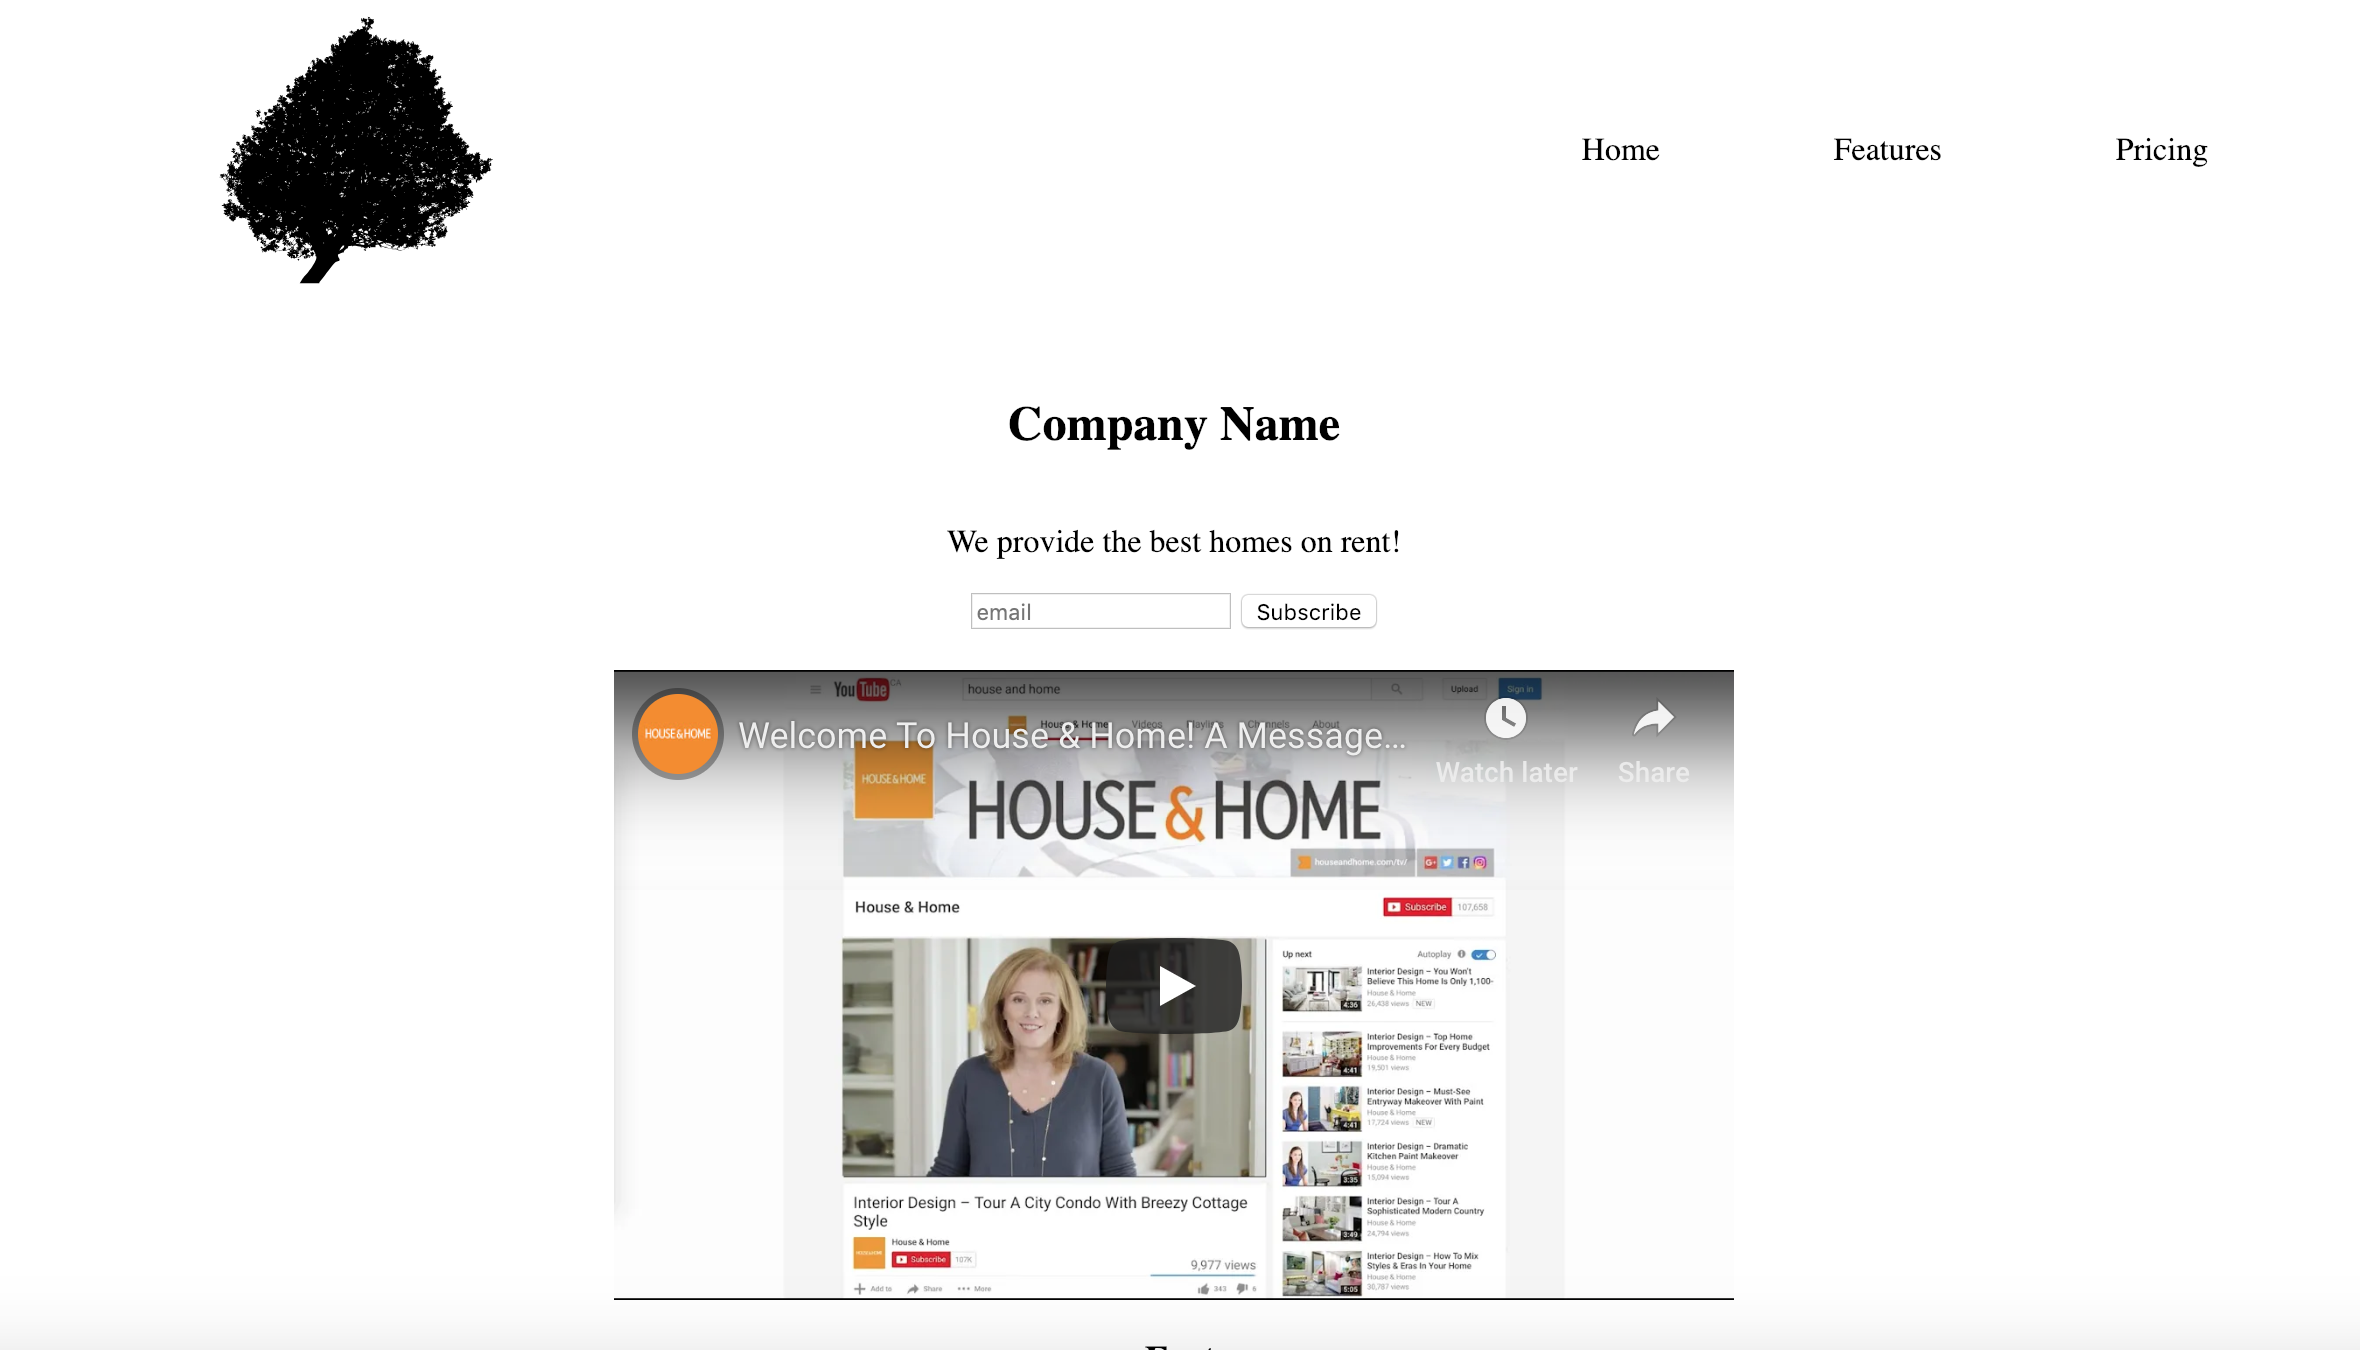 Home Features Pricing
Company Name
We provide the best homes on rent!
email Subscribe
YouTube CA house and home Upload Sign in
House & Home Videos Playlists Channels About
HOUSE&HOME Welcome To House & Home! A Message...
Watch later Share
HOUSE&HOME HOUSE & HOME
houseandhome.com/tv/
House & Home Subscribe 107,658
Up next Autoplay
Interior Design – You Won't
Believe This Home Is Only 1,100-
House & Home
26,438 views NEW
4:36
Interior Design – Top Home
Improvements For Every Budget
House & Home
19,501 views
4:41
Interior Design – Must-See
Entryway Makeover With Paint
House & Home
17,724 views NEW
4:41
Interior Design – Dramatic
Kitchen Paint Makeover
House & Home
15,094 views
3:35
Interior Design – Tour A
Sophisticated Modern Country
House & Home
24,794 views
3:49
Interior Design – How To Mix
Styles & Eras In Your Home
House & Home
30,787 views
5:05
Interior Design – Tour A City Condo With Breezy Cottage
Style
HOUSE&HOME House & Home
Subscribe 107K
9,977 views
Add to Share More 343 6